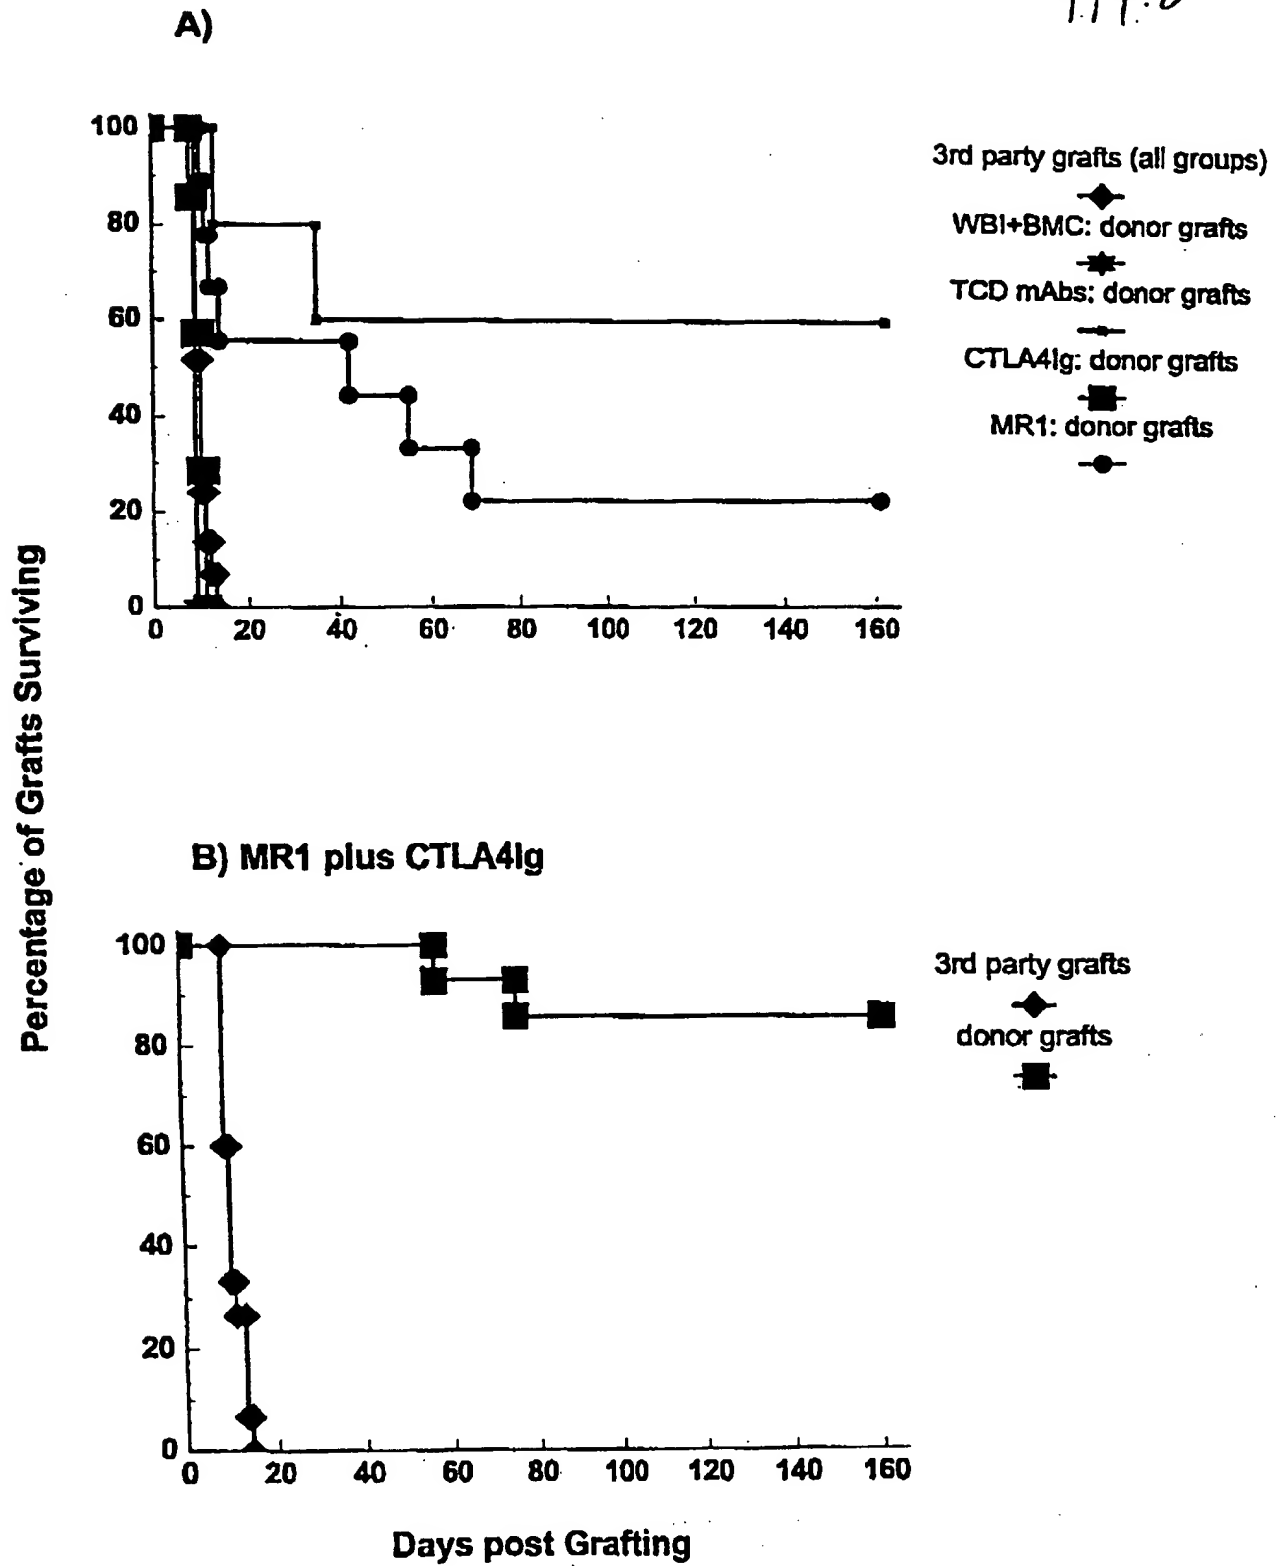 A)
100
80
60
40
20
0
0 20 40 60 80 100 120 140 160
3rd party grafts (all groups)
WBI+BMC: donor grafts
TCD mAbs: donor grafts
CTLA4Ig: donor grafts
MR1: donor grafts
Percentage of Grafts Surviving
B) MR1 plus CTLA4Ig
100
80
60
40
20
0
0 20 40 60 80 100 120 140 160
3rd party grafts
donor grafts
Days post Grafting